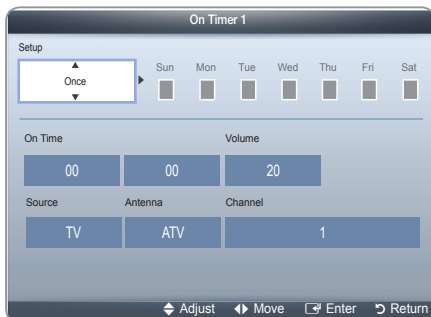 On Timer 1
Setup
Once
Sun Mon Tue Wed Thu Fri Sat
On Time Volume
00 00 20
Source Antenna Channel
TV ATV 1
Adjust Move Enter Return